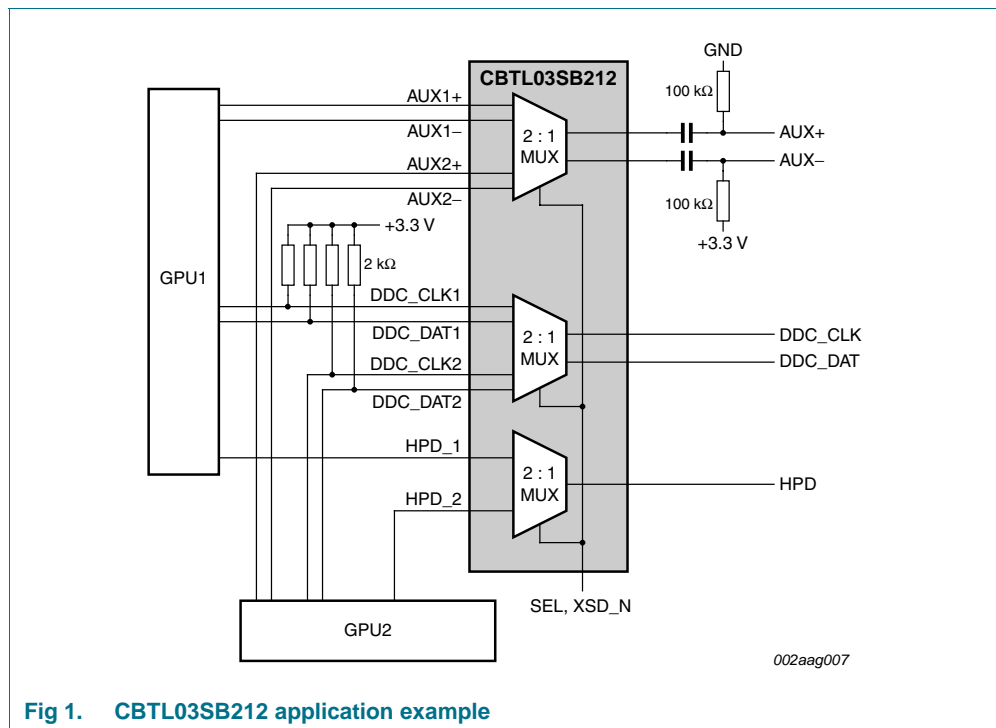 GND
CBTL03SB212
100 kΩ
AUX1+
AUX1−
2 : 1
MUX
AUX+
AUX−
AUX2+
AUX2−
100 kΩ
+3.3 V
+3.3 V
2 kΩ
GPU1
DDC_CLK1
DDC_DAT1
2 : 1
MUX
DDC_CLK
DDC_DAT
DDC_CLK2
DDC_DAT2
HPD_1
2 : 1
MUX
HPD
HPD_2
SEL, XSD_N
GPU2
002aag007
Fig 1. CBTL03SB212 application example